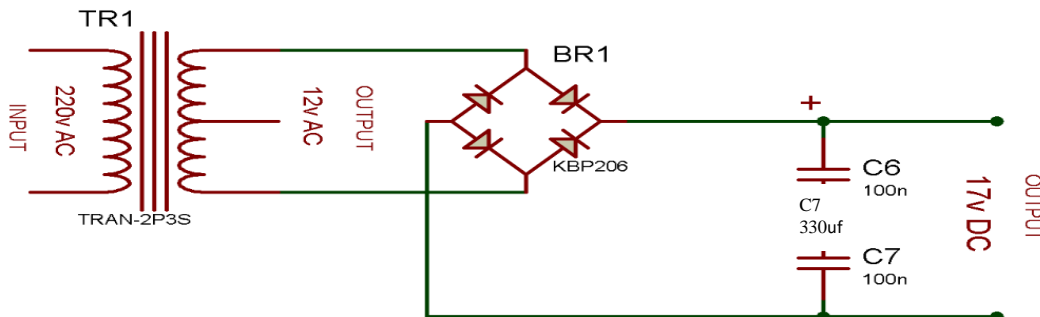 TR1
INPUT
220v AC
12v AC
OUTPUT
TRAN-2P3S
BR1
KBP206
+
C6
100n
C7
330uf
C7
100n
17v DC
OUTPUT